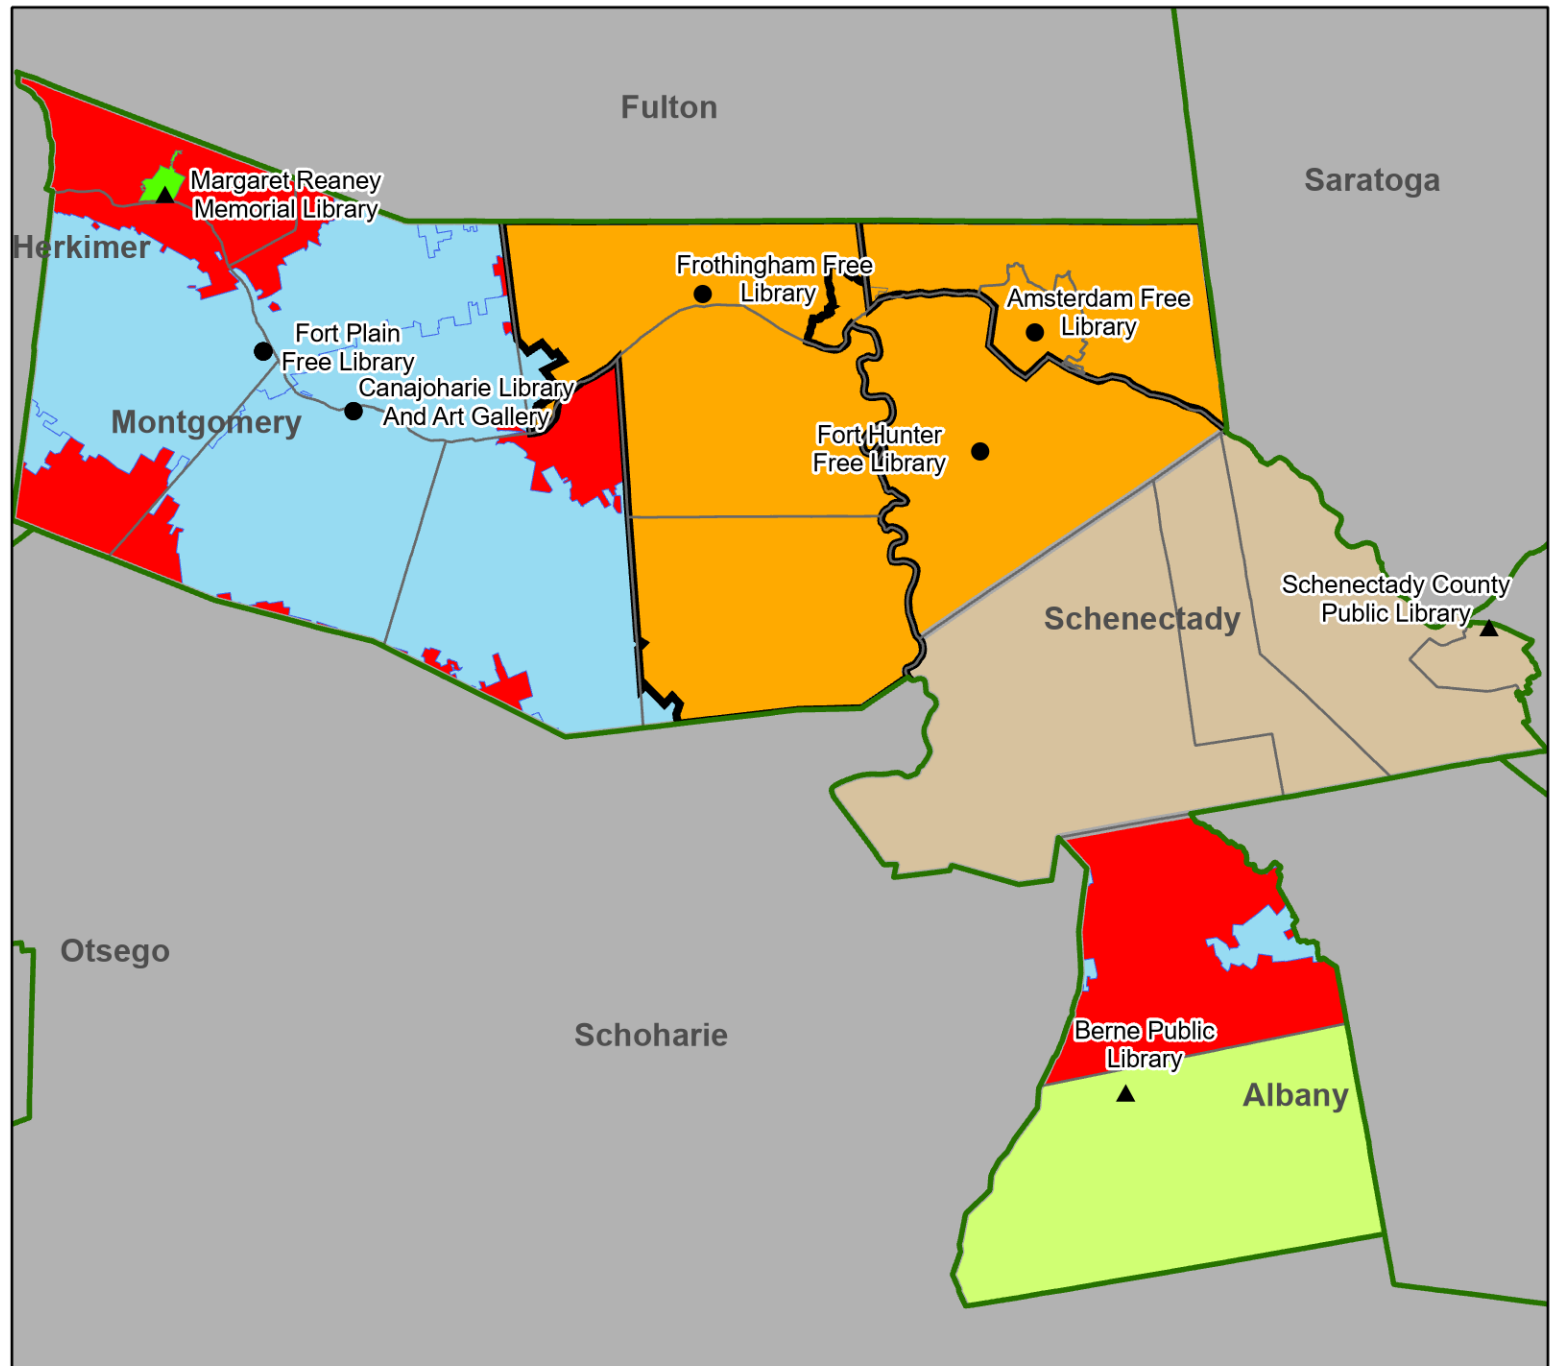 Fulton
Saratoga
Margaret Reaney
Memorial Library
Herkimer
Frothingham Free
Library
Amsterdam Free
Library
Fort Plain
Free Library
Canajoharie Library
And Art Gallery
Montgomery
Fort Hunter
Free Library
Schenectady County
Public Library
Schenectady
Otsego
Schoharie
Berne Public
Library
Albany